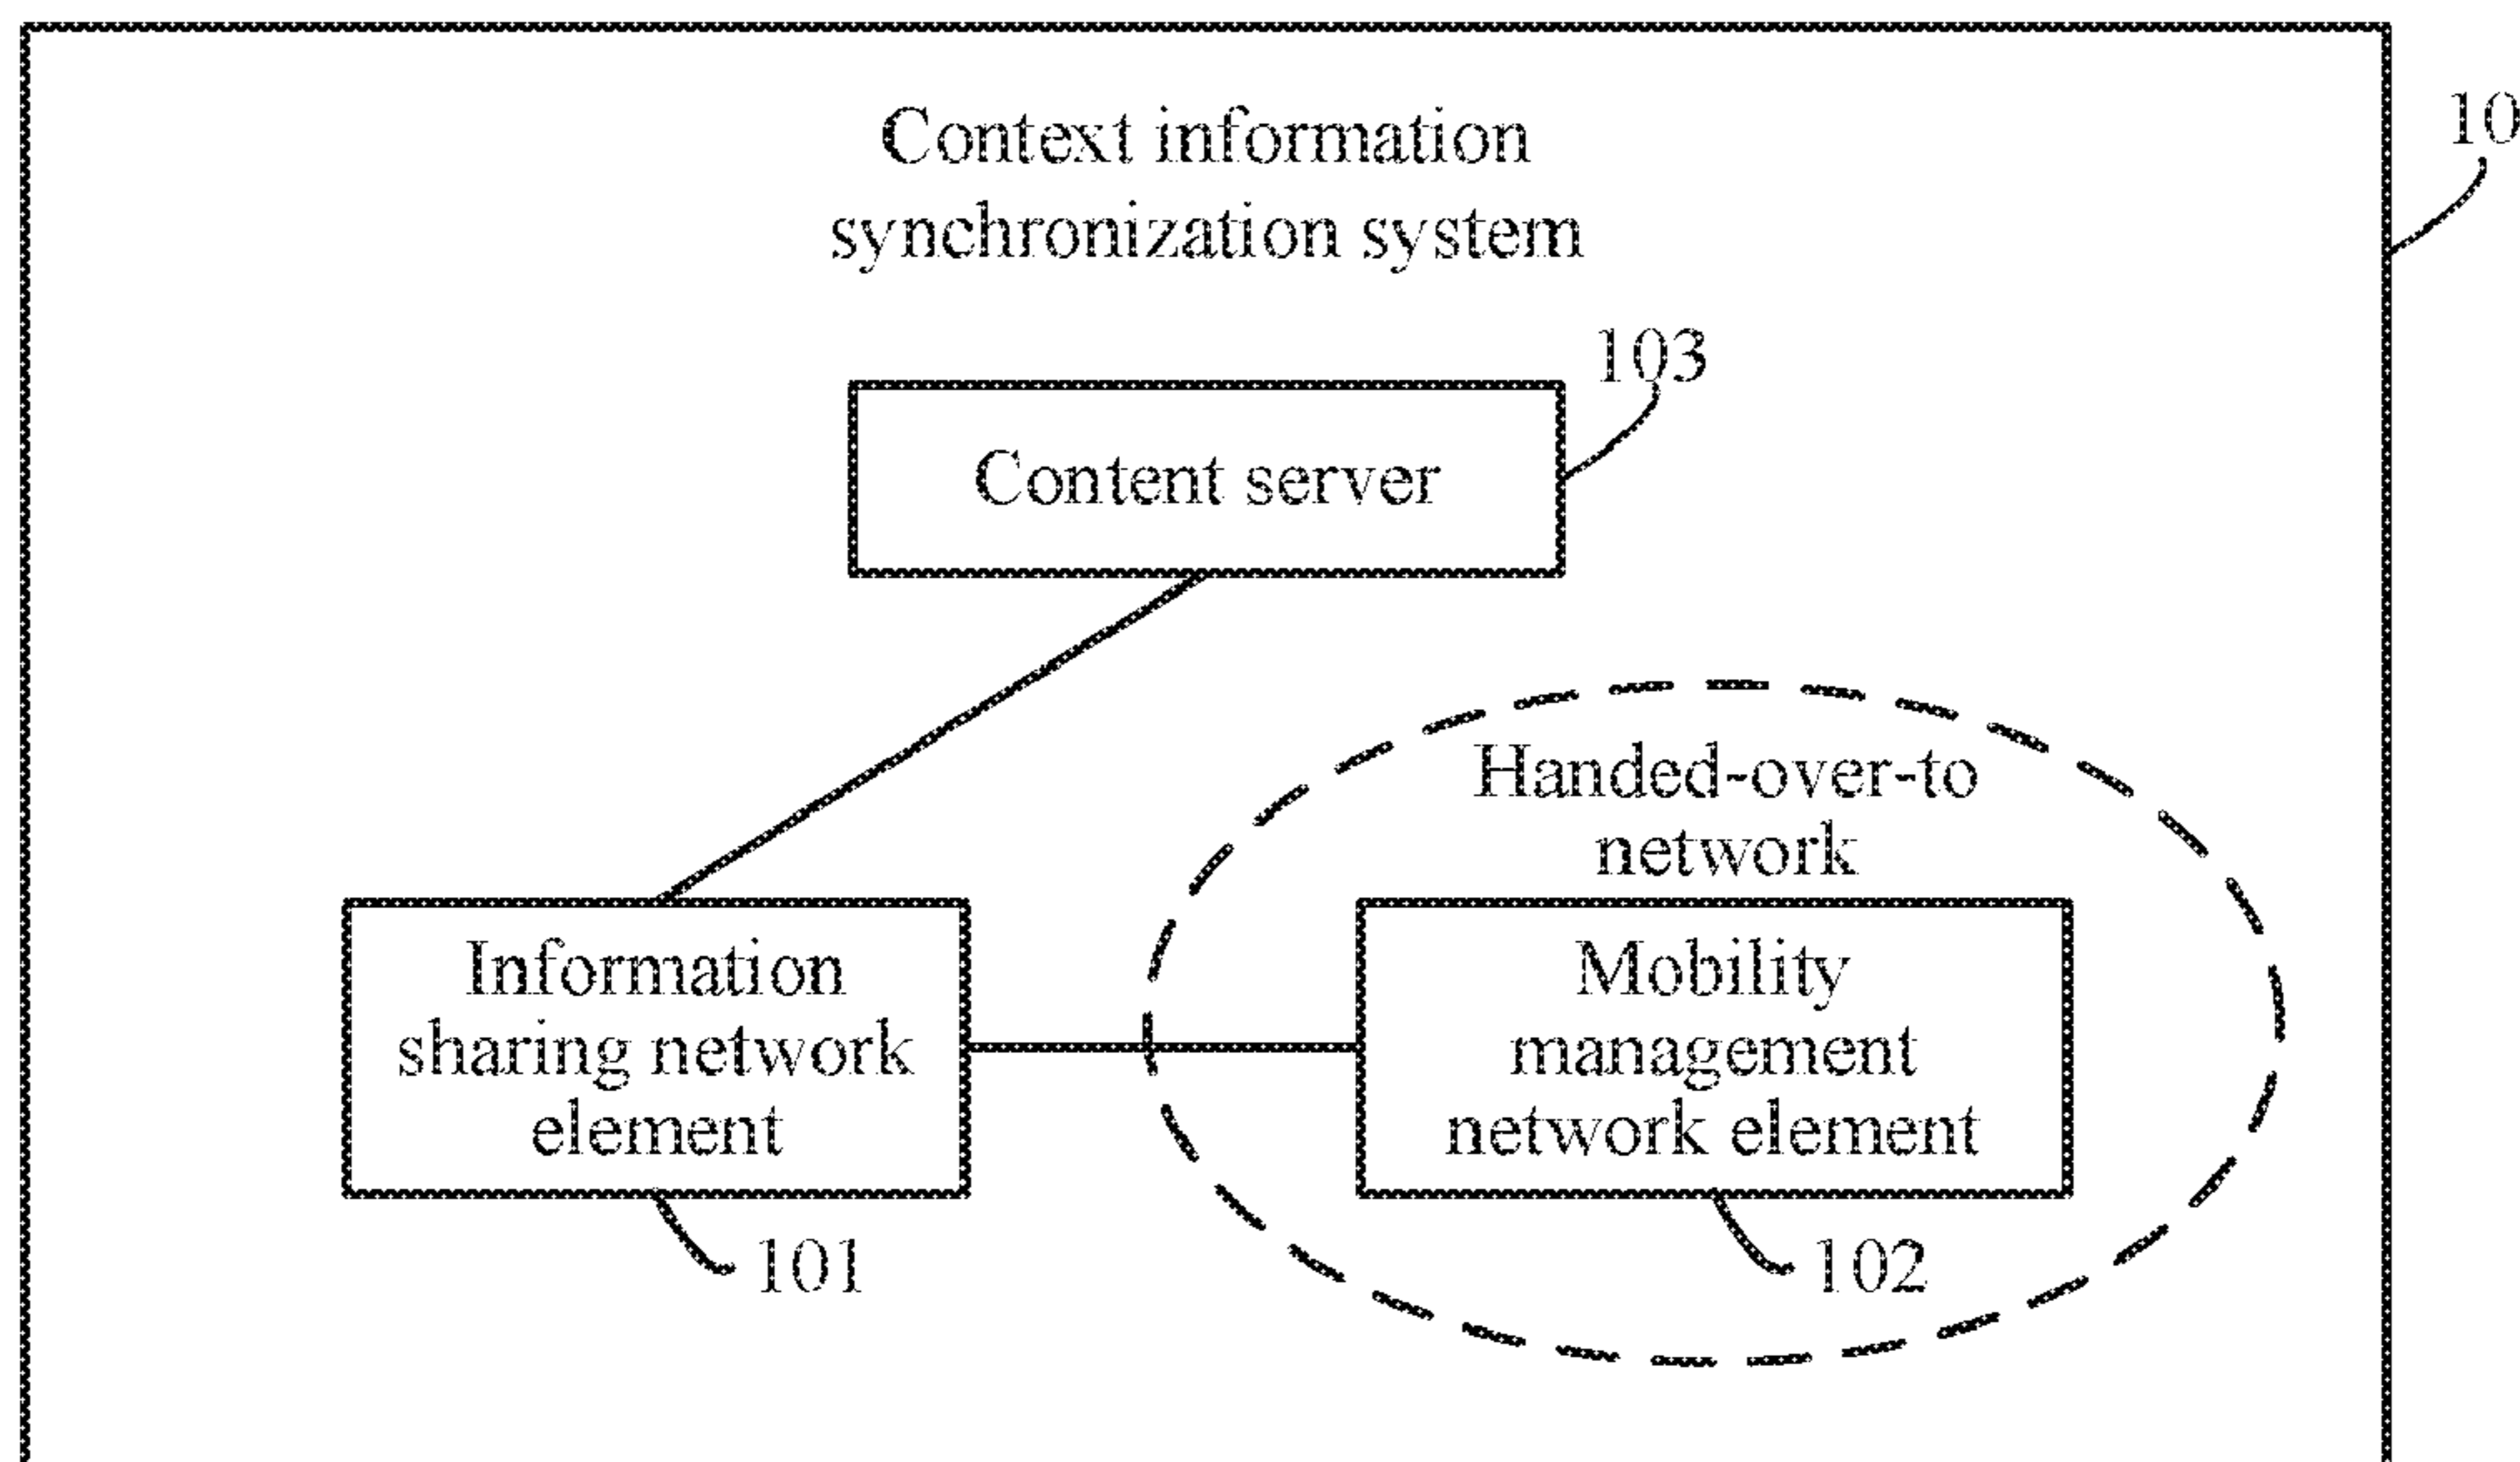 Context information
synchronization system
10
103
Content server
Handed-over-to
network
Information
sharing network
element
Mobility
management
network element
101
102